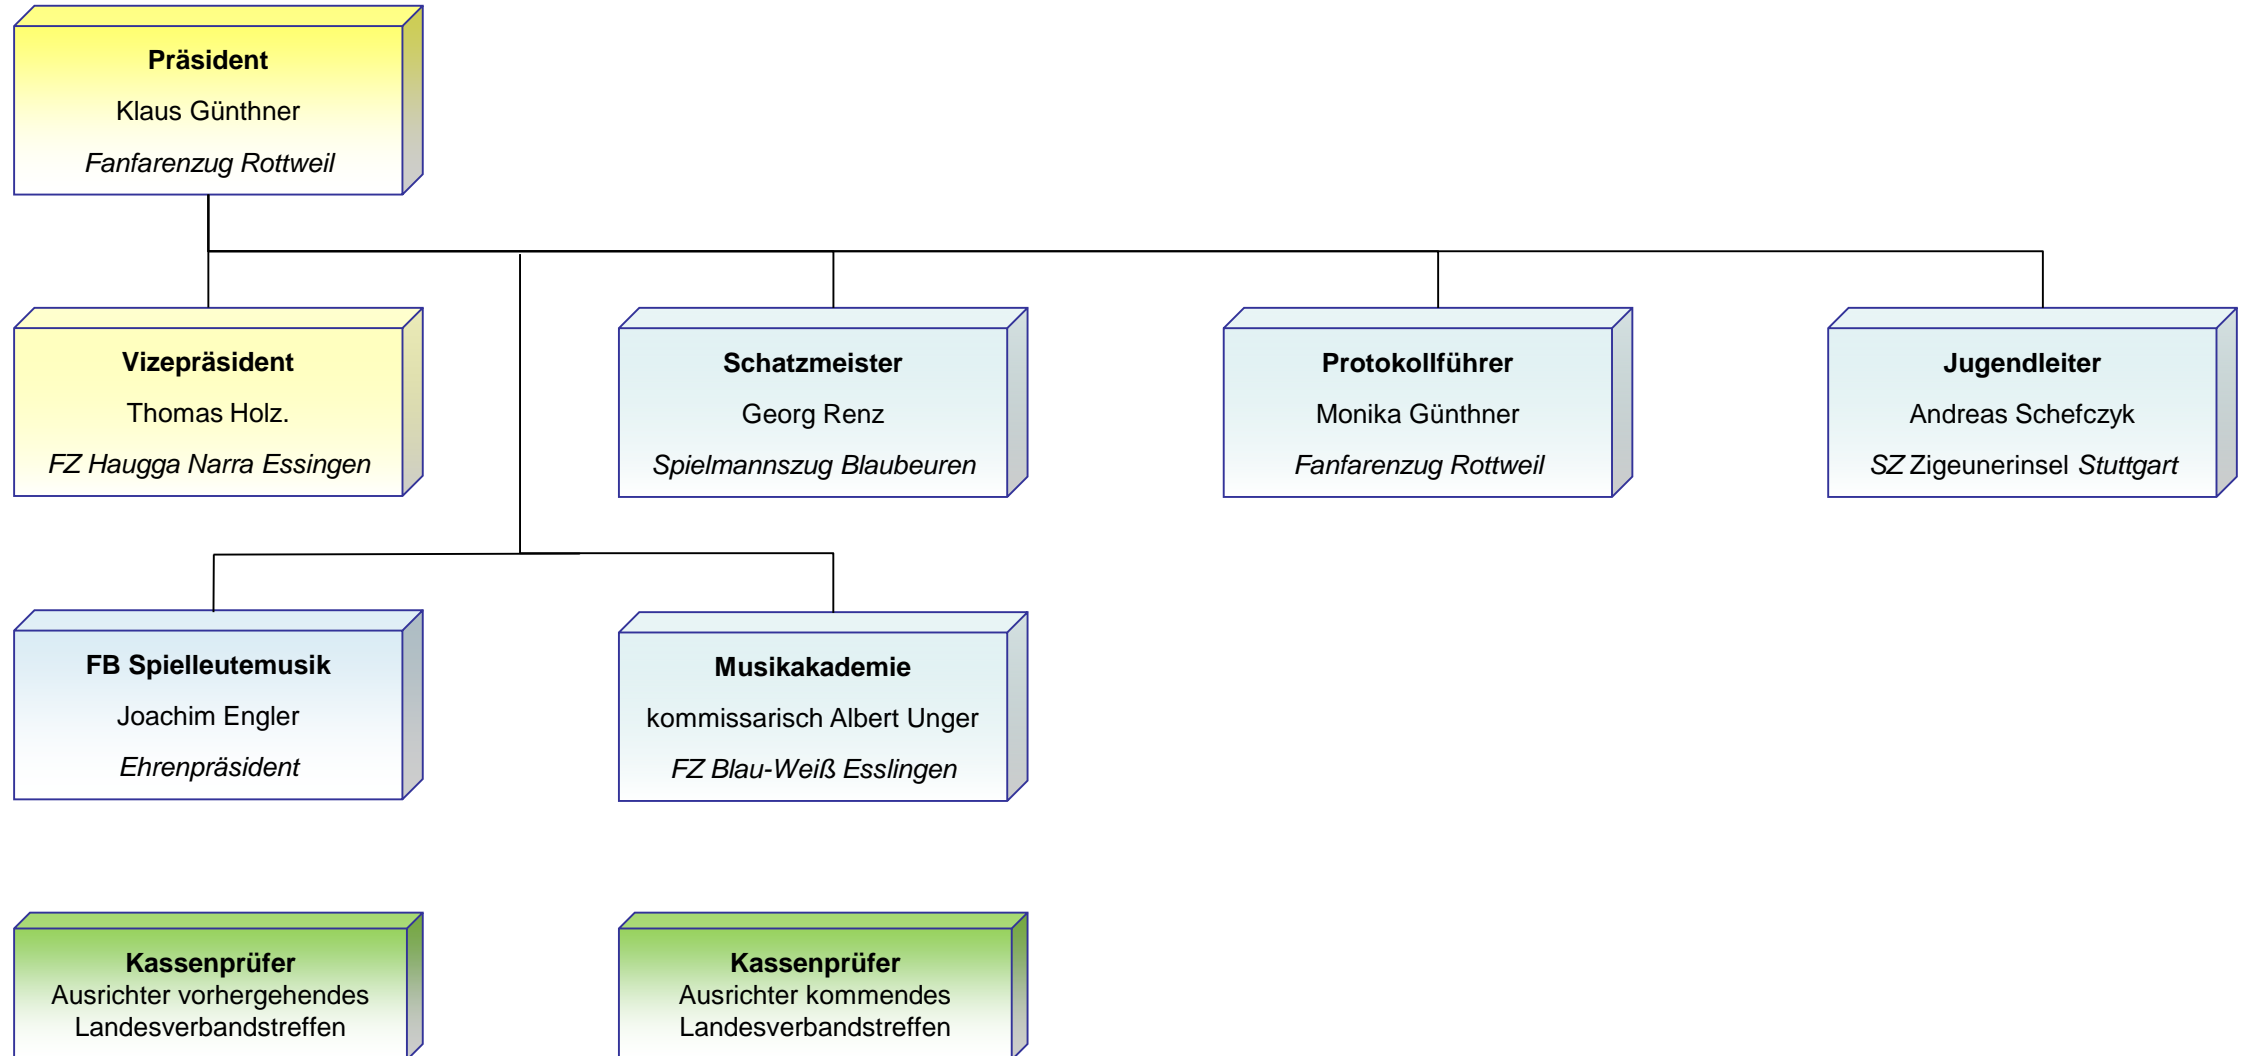 Präsident
Klaus Günthner
Fanfarenzug Rottweil
Vizepräsident
Thomas Holz.
FZ Haugga Narra Essingen
Schatzmeister
Georg Renz
Spielmannszug Blaubeuren
Protokollführer
Monika Günthner
Fanfarenzug Rottweil
Jugendleiter
Andreas Schefczyk
SZ Zigeunerinsel Stuttgart
FB Spielleutemusik
Joachim Engler
Ehrenpräsident
Musikakademie
kommissarisch Albert Unger
FZ Blau-Weiß Esslingen
Kassenprüfer
Ausrichter vorhergehendes
Landesverbandstreffen
Kassenprüfer
Ausrichter kommendes
Landesverbandstreffen